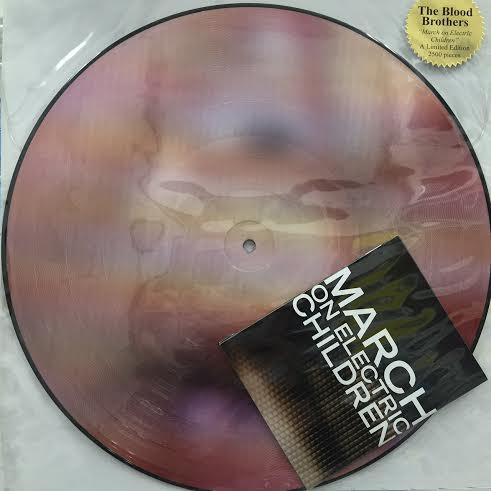 The Blood
Brothers
"March on Electric
Children"
A Limited Edition
2500 pieces
MARCH
ON ELECTRIC
CHILDREN